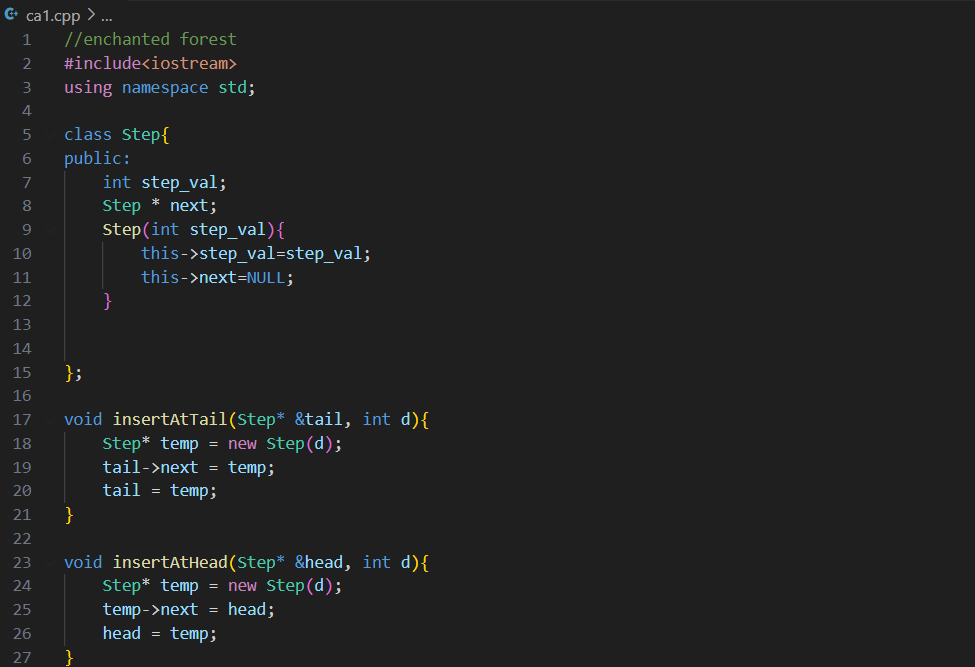 ca1.cpp > ...
1 //enchanted forest
2 #include<iostream>
3 using namespace std;
4
5 class Step{
6 public:
7     int step_val;
8     Step * next;
9     Step(int step_val){
10         this->step_val=step_val;
11         this->next=NULL;
12     }
13
14
15 };
16
17 void insertAtTail(Step* &tail, int d){
18     Step* temp = new Step(d);
19     tail->next = temp;
20     tail = temp;
21 }
22
23 void insertAtHead(Step* &head, int d){
24     Step* temp = new Step(d);
25     temp->next = head;
26     head = temp;
27 }